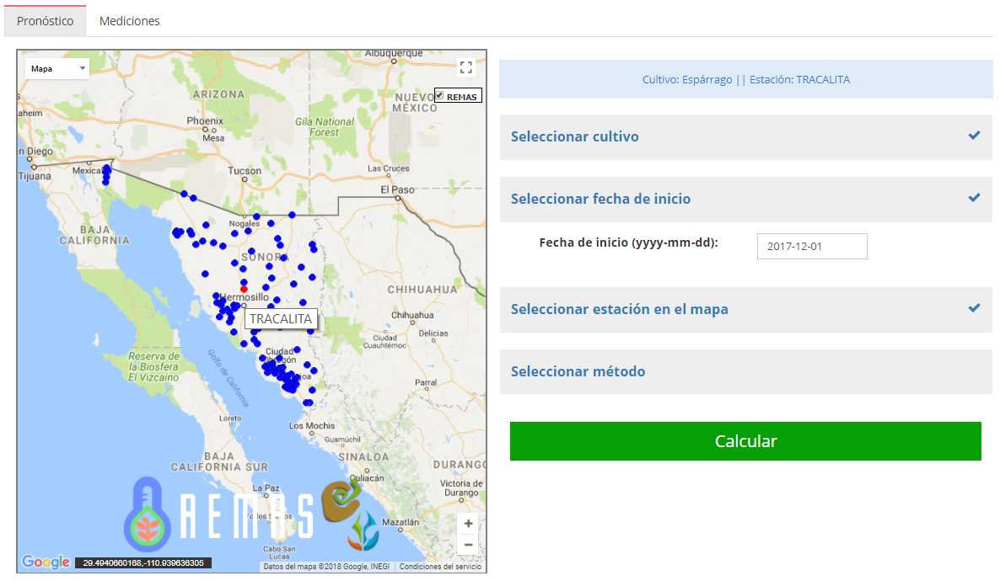 Pronóstico
Mediciones
Mapa
REMAS
Albuquerque
ARIZONA
NUEVO
MÉXICO
aheim
Phoenix
Mesa
Gila National
Forest
n Diego
Tijuana
Mexica
Tucson
Las Cruces
El Paso
Nogales
BAJA
CALIFORNIA
SONORA
Hermosillo
TRACALITA
CHIHUAHUA
Chihuahua
Ciudad
Cuauhtémoc
Delicias
Reserva de
la Biosfera
El Vizcaíno
Golfo de California
Ciudad
Obregón
Parral
Loreto
Los Mochis
Guamúchil
BAJA
CALIFORNIA SUR
SINALOA
Culiacán
DURANGO
Victoria de
Durango
La Paz
Todos Santos
REMAS
Mazatlán
Cabo San
Lucas
+
−
Google
29.4940660168,-110.939636305
Datos del mapa ©2018 Google, INEGI
Condiciones del servicio
Cultivo: Espárrago || Estación: TRACALITA
Seleccionar cultivo
Seleccionar fecha de inicio
Fecha de inicio (yyyy-mm-dd):
2017-12-01
Seleccionar estación en el mapa
Seleccionar método
Calcular